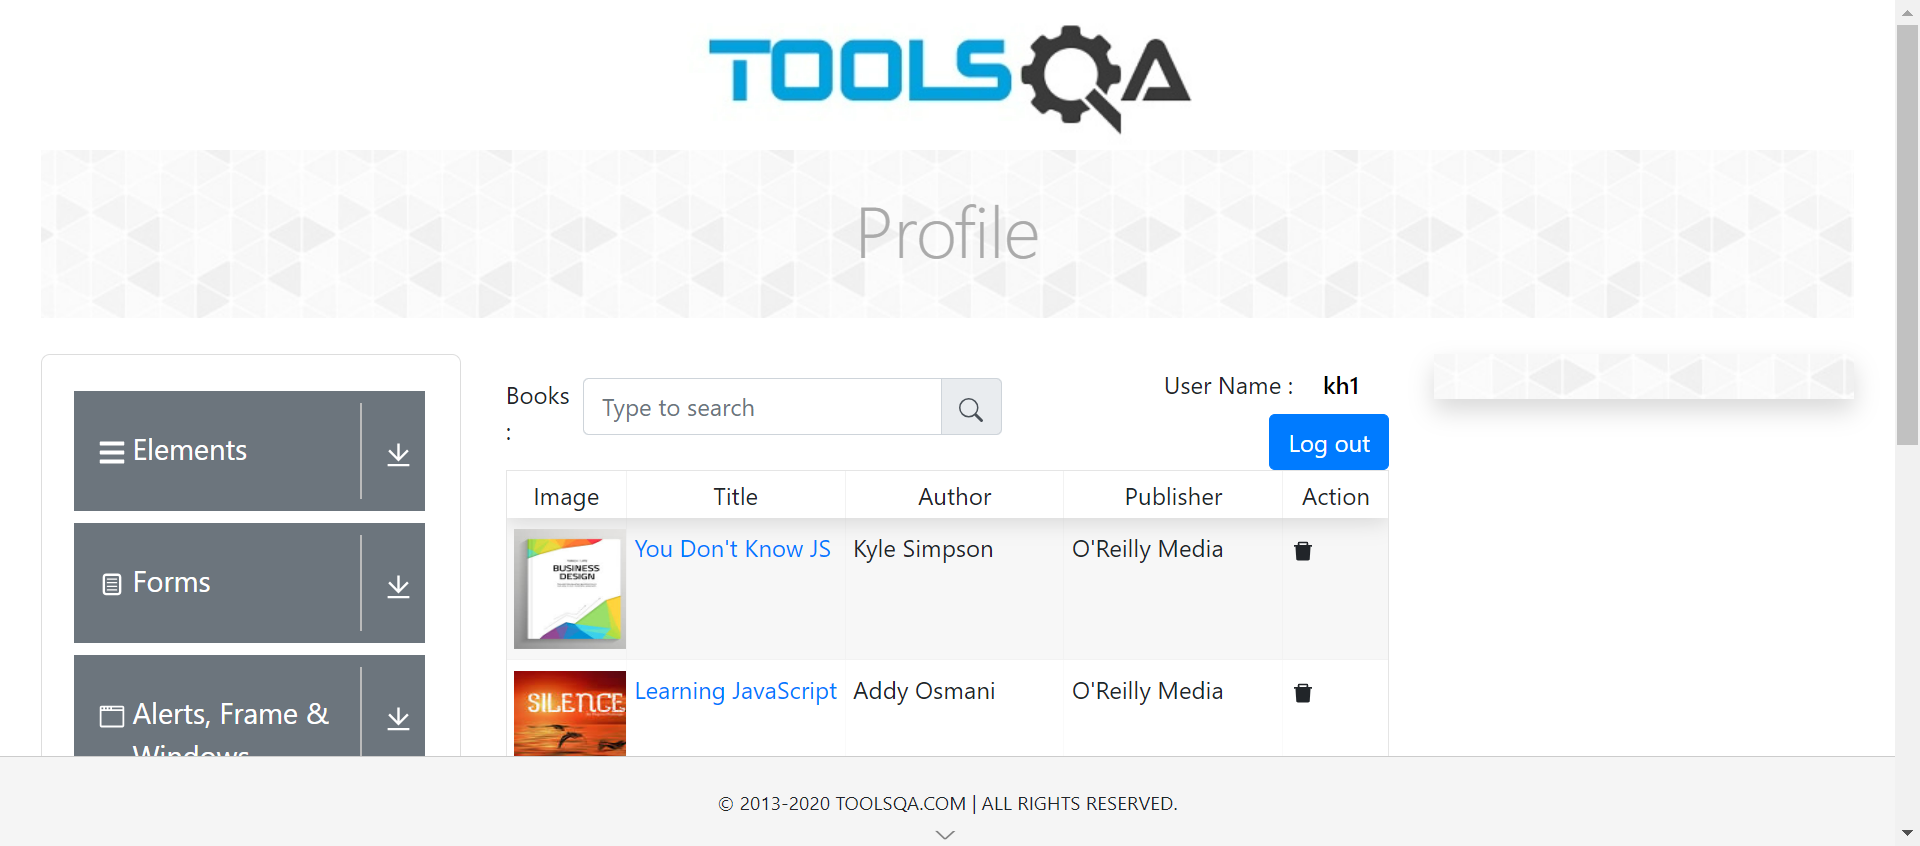 TOOLSQA
Profile
Elements
Forms
Alerts, Frame &
Windows
Books
:
Type to search
User Name : kh1
Log out
Image Title Author Publisher Action
BUSINESS
DESIGN
You Don't Know JS Kyle Simpson O'Reilly Media
SILENCE
Learning JavaScript Addy Osmani O'Reilly Media
© 2013-2020 TOOLSQA.COM | ALL RIGHTS RESERVED.